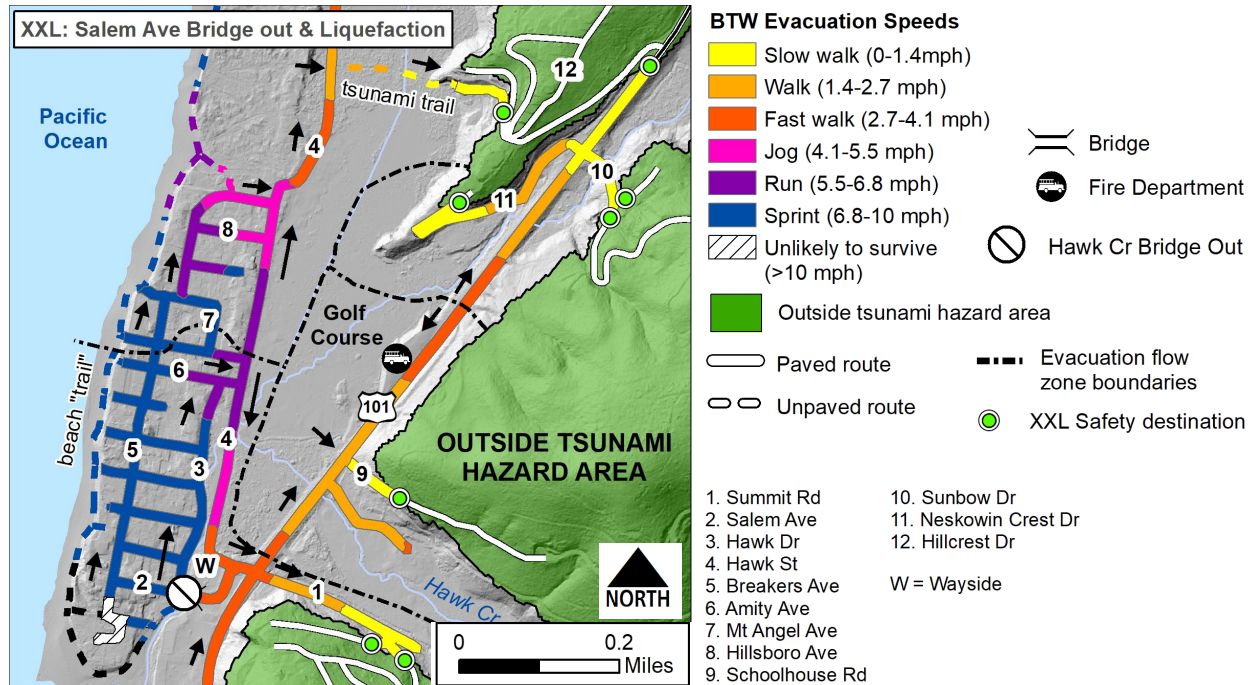 XXL: Salem Ave Bridge out & Liquefaction
Pacific
Ocean
tsunami trail
12
4
10
11
8
Golf
Course
7
6
101
beach "trail"
5
4
3
9
OUTSIDE TSUNAMI
HAZARD AREA
W
2
1
Hawk Cr
NORTH
0 0.2
Miles
BTW Evacuation Speeds
Slow walk (0-1.4mph)
Walk (1.4-2.7 mph)
Fast walk (2.7-4.1 mph)
Jog (4.1-5.5 mph)
Run (5.5-6.8 mph)
Sprint (6.8-10 mph)
Unlikely to survive
(>10 mph)
Outside tsunami hazard area
Paved route
Unpaved route
Bridge
Fire Department
Hawk Cr Bridge Out
Evacuation flow
zone boundaries
XXL Safety destination
1. Summit Rd
2. Salem Ave
3. Hawk Dr
4. Hawk St
5. Breakers Ave
6. Amity Ave
7. Mt Angel Ave
8. Hillsboro Ave
9. Schoolhouse Rd
10. Sunbow Dr
11. Neskowin Crest Dr
12. Hillcrest Dr
W = Wayside